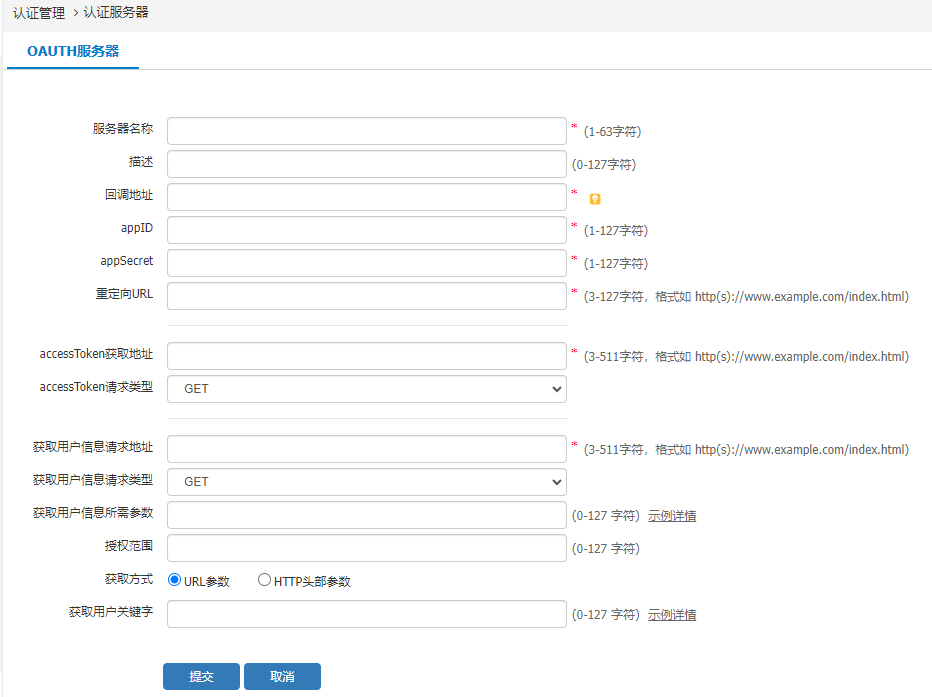 认证管理 > 认证服务器
OAUTH服务器
服务器名称 * (1-63字符)
描述 (0-127字符)
回调地址 *
appID * (1-127字符)
appSecret * (1-127字符)
重定向URL * (3-127字符，格式如 http(s)://www.example.com/index.html)
accessToken获取地址 * (3-511字符，格式如 http(s)://www.example.com/index.html)
accessToken请求类型 GET
获取用户信息请求地址 * (3-511字符，格式如 http(s)://www.example.com/index.html)
获取用户信息请求类型 GET
获取用户信息所需参数 (0-127 字符) 示例详情
授权范围 (0-127 字符)
获取方式 URL参数 HTTP头部参数
获取用户关键字 (0-127 字符) 示例详情
提交 取消